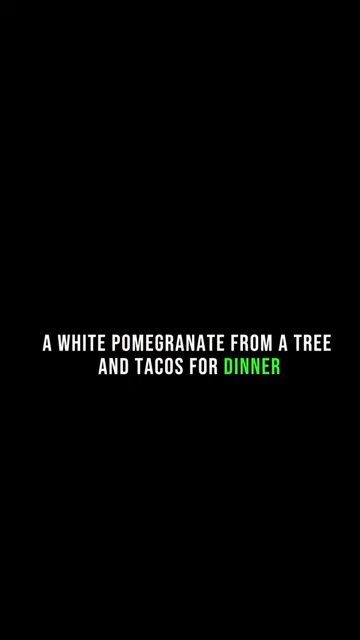 A WHITE POMEGRANATE FROM A TREE
AND TACOS FOR DINNER